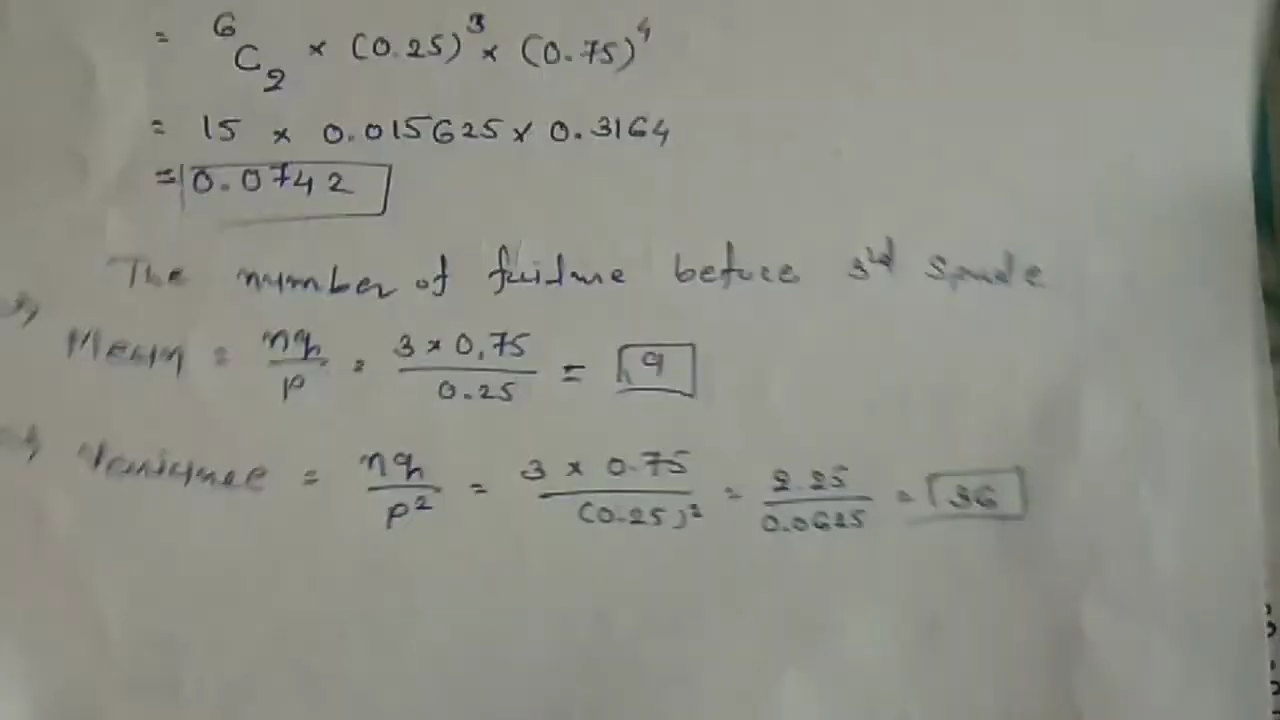 = ⁶C₂ × (0.25)³ × (0.75)⁴
= 15 × 0.015625 × 0.3164
= 0.0742
The number of failure before 3rd Spade
Mean = nq/p = 3 × 0.75/0.25 = 9
Variance = nq/p² = 3 × 0.75/(0.25)² = 2.25/0.0625 = 36